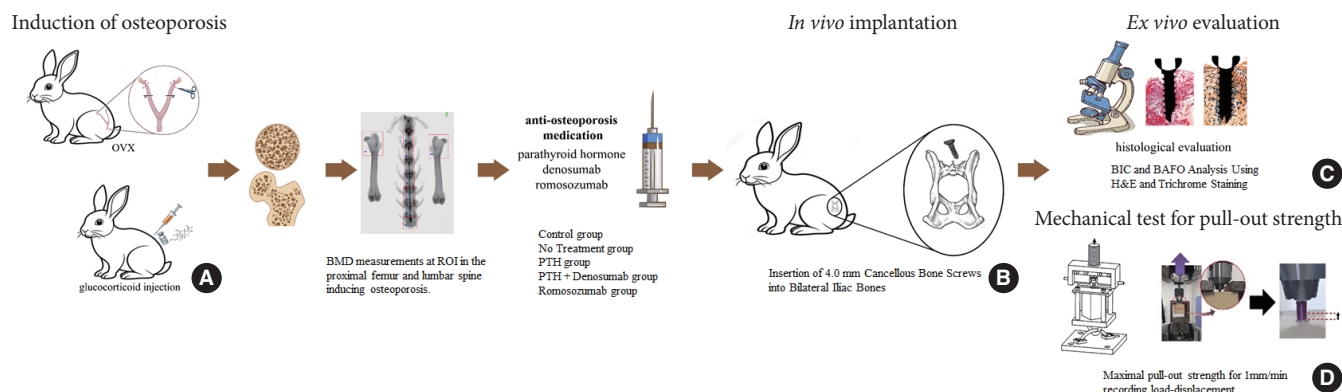 Induction of osteoporosis
OVX
glucocorticoid injection
A
BMD measurements at ROI in the
proximal femur and lumbar spine
inducing osteoporosis.
anti-osteoporosis
medication
parathyroid hormone
denosumab
romosozumab
Control group
No Treatment group
PTH group
PTH + Denosumab group
Romosozumab group
In vivo implantation
Insertion of 4.0 mm Cancellous Bone Screws
into Bilateral Iliac Bones
B
Ex vivo evaluation
histological evaluation
BIC and BAFO Analysis Using
H&E and Trichrome Staining
C
Mechanical test for pull-out strength
Maximal pull-out strength for 1mm/min
recording load-displacement
D